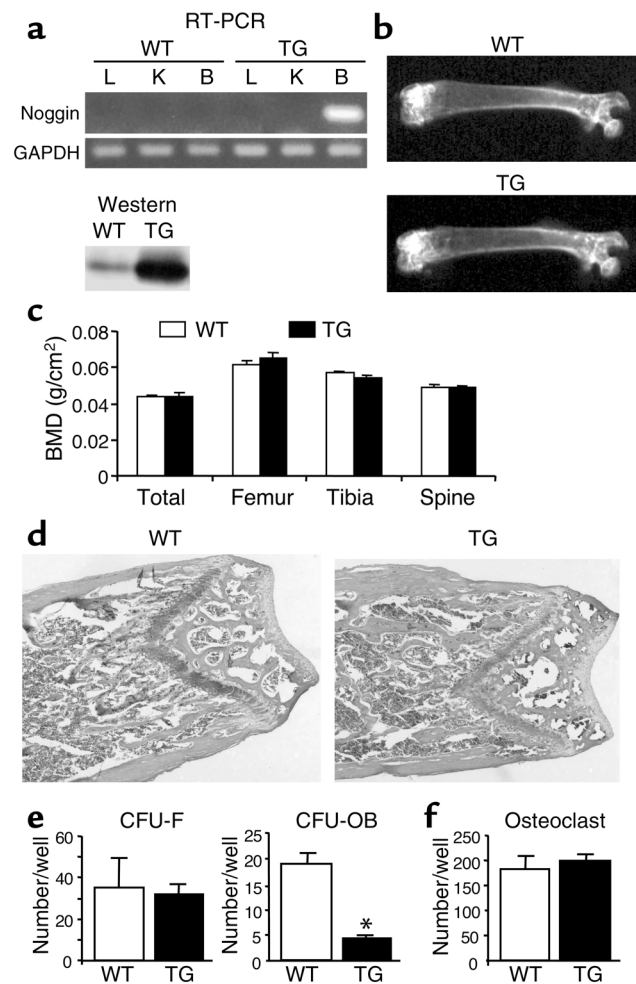 a
RT-PCR
WT TG
L K B L K B
Noggin
GAPDH
Western
WT TG
b
WT
TG
c
WT TG
BMD (g/cm²)
0.08
0.06
0.04
0.02
0
Total Femur Tibia Spine
d
WT TG
e
CFU-F
Number/well
60
50
40
30
20
10
0
WT TG
CFU-OB
Number/well
25
20
15
10
5
0
*
WT TG
f
Osteoclast
Number/well
250
200
150
100
50
0
WT TG